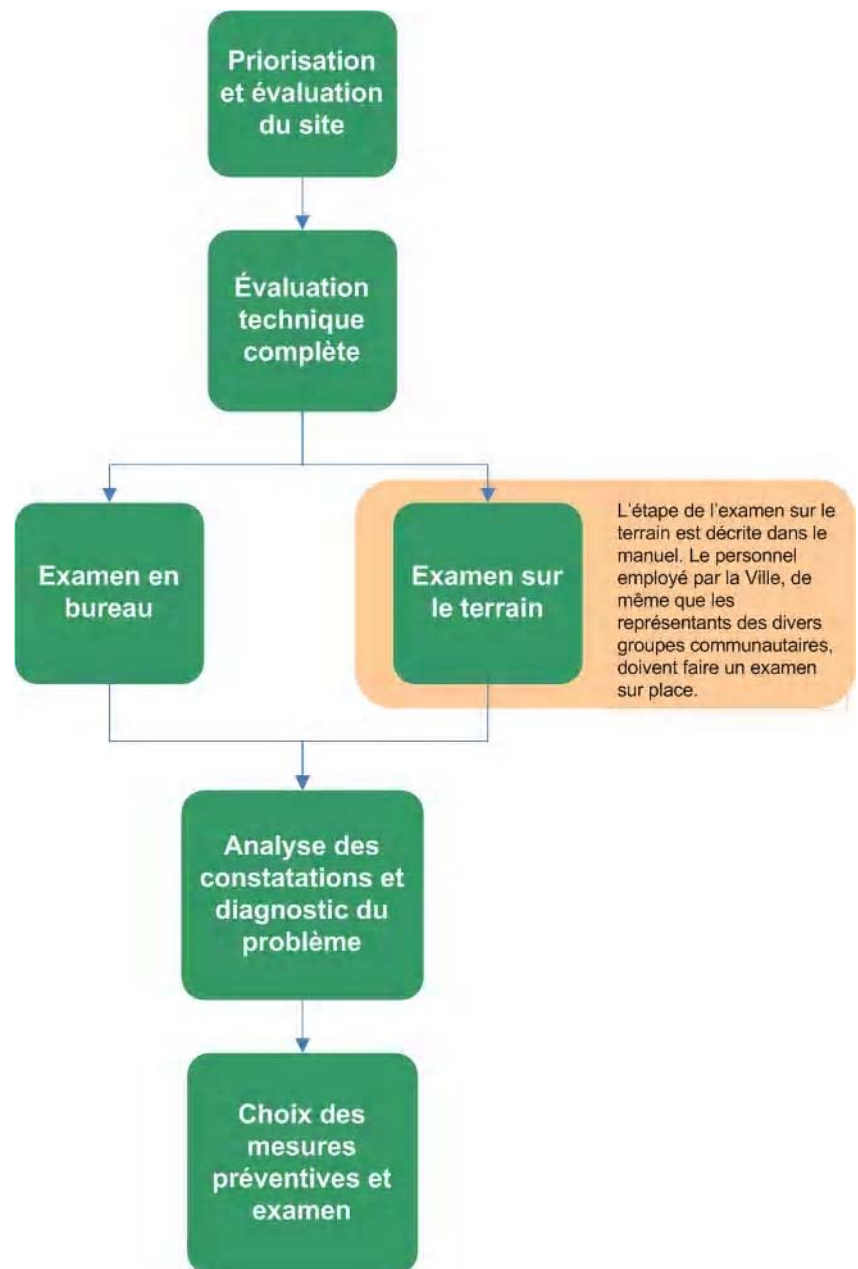 Priorisation
et évaluation
du site
Évaluation
technique
complète
Examen en
bureau
Examen sur
le terrain
L'étape de l'examen sur le
terrain est décrite dans le
manuel. Le personnel
employé par la Ville, de
même que les
représentants des divers
groupes communautaires,
doivent faire un examen
sur place.
Analyse des
constatations et
diagnostic du
problème
Choix des
mesures
préventives et
examen